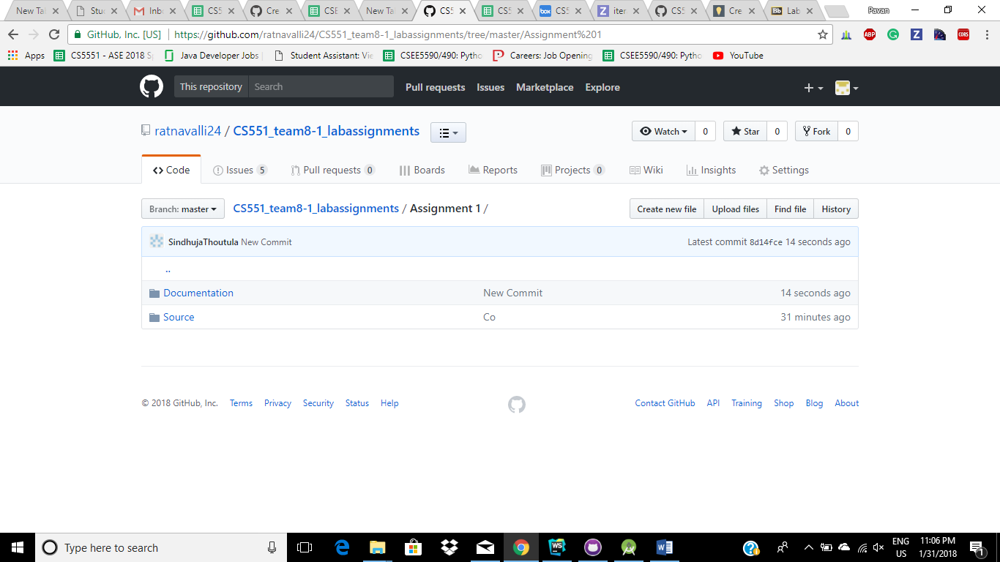 New Ta Stu Inb CS5 Cre CSE New Ta CS5 CS5 CS5 iter CS5 Cre Lab Pavan
GitHub, Inc. [US] https://github.com/ratnavalli24/CS551_team8-1_labassignments/tree/master/Assignment%201
Apps CS5551 - ASE 2018 S Java Developer Jobs Student Assistant: Vie CSEE5590/490: Pytho Careers: Job Opening CSEE5590/490: Pytho YouTube
This repository Search Pull requests Issues Marketplace Explore
ratnavalli24 / CS551_team8-1_labassignments Watch 0 Star 0 Fork 0
Code Issues 5 Pull requests 0 Boards Reports Projects 0 Wiki Insights Settings
Branch: master CS551_team8-1_labassignments / Assignment 1 / Create new file Upload files Find file History
SindhujaThoutula New Commit Latest commit 8d14fce 14 seconds ago
..
Documentation New Commit 14 seconds ago
Source Co 31 minutes ago
© 2018 GitHub, Inc. Terms Privacy Security Status Help Contact GitHub API Training Shop Blog About
Type here to search ENG 11:06 PM
US 1/31/2018 1